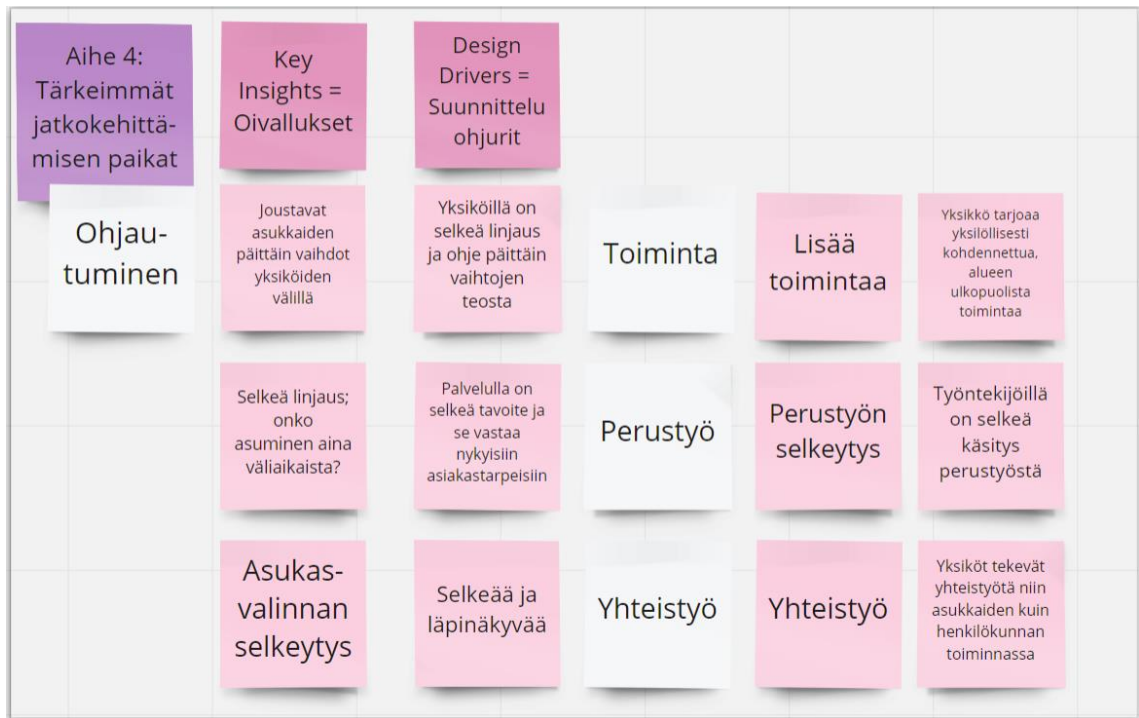 Aihe 4:
Tärkeimmät
jatkokehittä-
misen paikat
Key
Insights =
Oivallukset
Design
Drivers =
Suunnittelu
ohjurit
Ohjau-
tuminen
Joustavat
asukkaiden
päittäin vaihdot
yksiköiden
välillä
Yksiköillä on
selkeä linjaus
ja ohje päittäin
vaihtojen
teosta
Toiminta
Lisää
toimintaa
Yksikkö tarjoaa
yksilöllisesti
kohdennettua,
alueen
ulkopuolista
toimintaa
Selkeä linjaus;
onko
asuminen aina
väliaikaista?
Palvelulla on
selkeä tavoite ja
se vastaa
nykyisiin
asiakastarpeisiin
Perustyö
Perustyön
selkeytys
Työntekijöillä
on selkeä
käsitys
perustyöstä
Asukas-
valinnan
selkeytys
Selkeää ja
läpinäkyvää
Yhteistyö
Yhteistyö
Yksiköt tekevät
yhteistyötä niin
asukkaiden kuin
henkilökunnan
toiminnassa